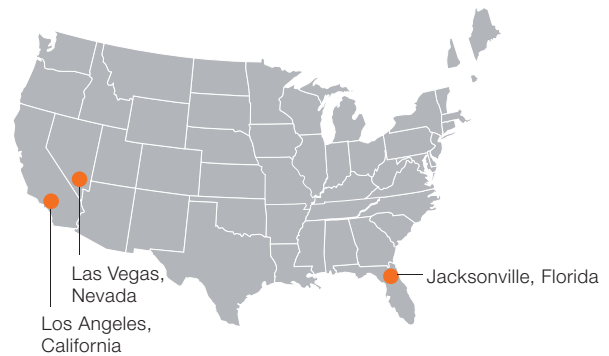 Las Vegas,
Nevada
Los Angeles,
California
Jacksonville, Florida